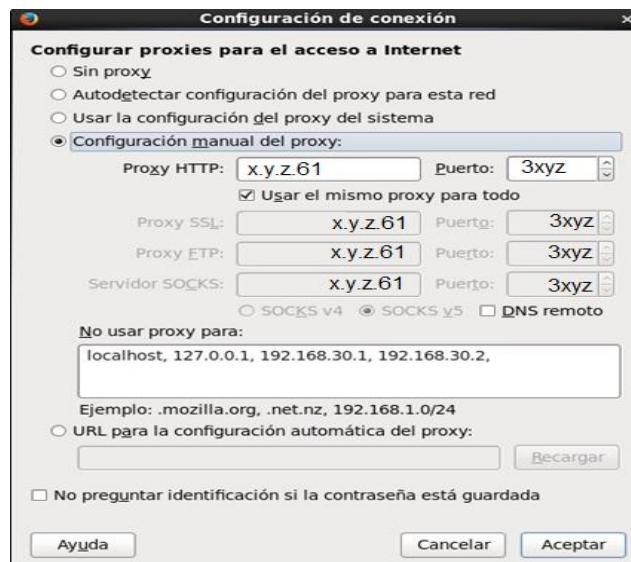 Configuración de conexión
Configurar proxies para el acceso a Internet
Sin proxy
Autodetectar configuración del proxy para esta red
Usar la configuración del proxy del sistema
Configuración manual del proxy:
Proxy HTTP: x.y.z.61 Puerto: 3xyz
Usar el mismo proxy para todo
Proxy SSL: x.y.z.61 Puerto: 3xyz
Proxy FTP: x.y.z.61 Puerto: 3xyz
Servidor SOCKS: x.y.z.61 Puerto: 3xyz
SOCKS v4 SOCKS v5 DNS remoto
No usar proxy para:
localhost, 127.0.0.1, 192.168.30.1, 192.168.30.2,
Ejemplo: .mozilla.org, .net.nz, 192.168.1.0/24
URL para la configuración automática del proxy:
Recargar
No preguntar identificación si la contraseña está guardada
Ayuda Cancelar Aceptar